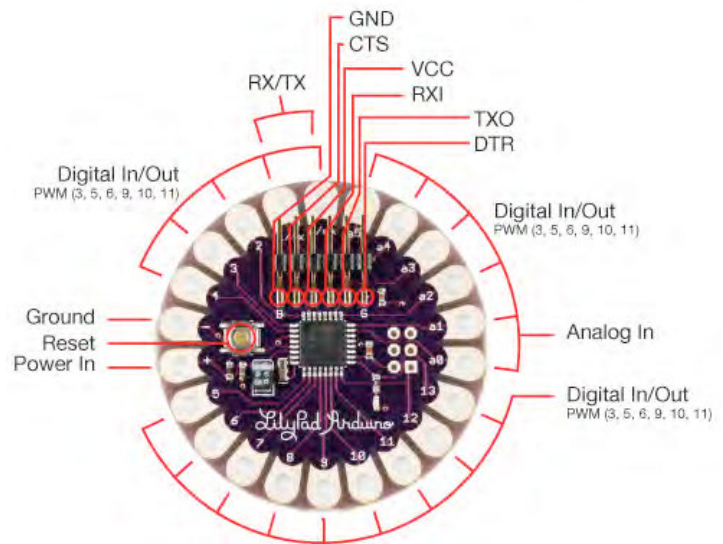 GND
CTS
VCC
RX/TX
RXI
TXO
DTR
Digital In/Out
PWM (3, 5, 6, 9, 10, 11)
Digital In/Out
PWM (3, 5, 6, 9, 10, 11)
Ground
Reset
Power In
Analog In
Digital In/Out
PWM (3, 5, 6, 9, 10, 11)
2
3
4
-
+
5
6
7
8
9
10
11
12
13
a0
a1
a2
a3
a4
a5
B
G
LilyPad Arduino